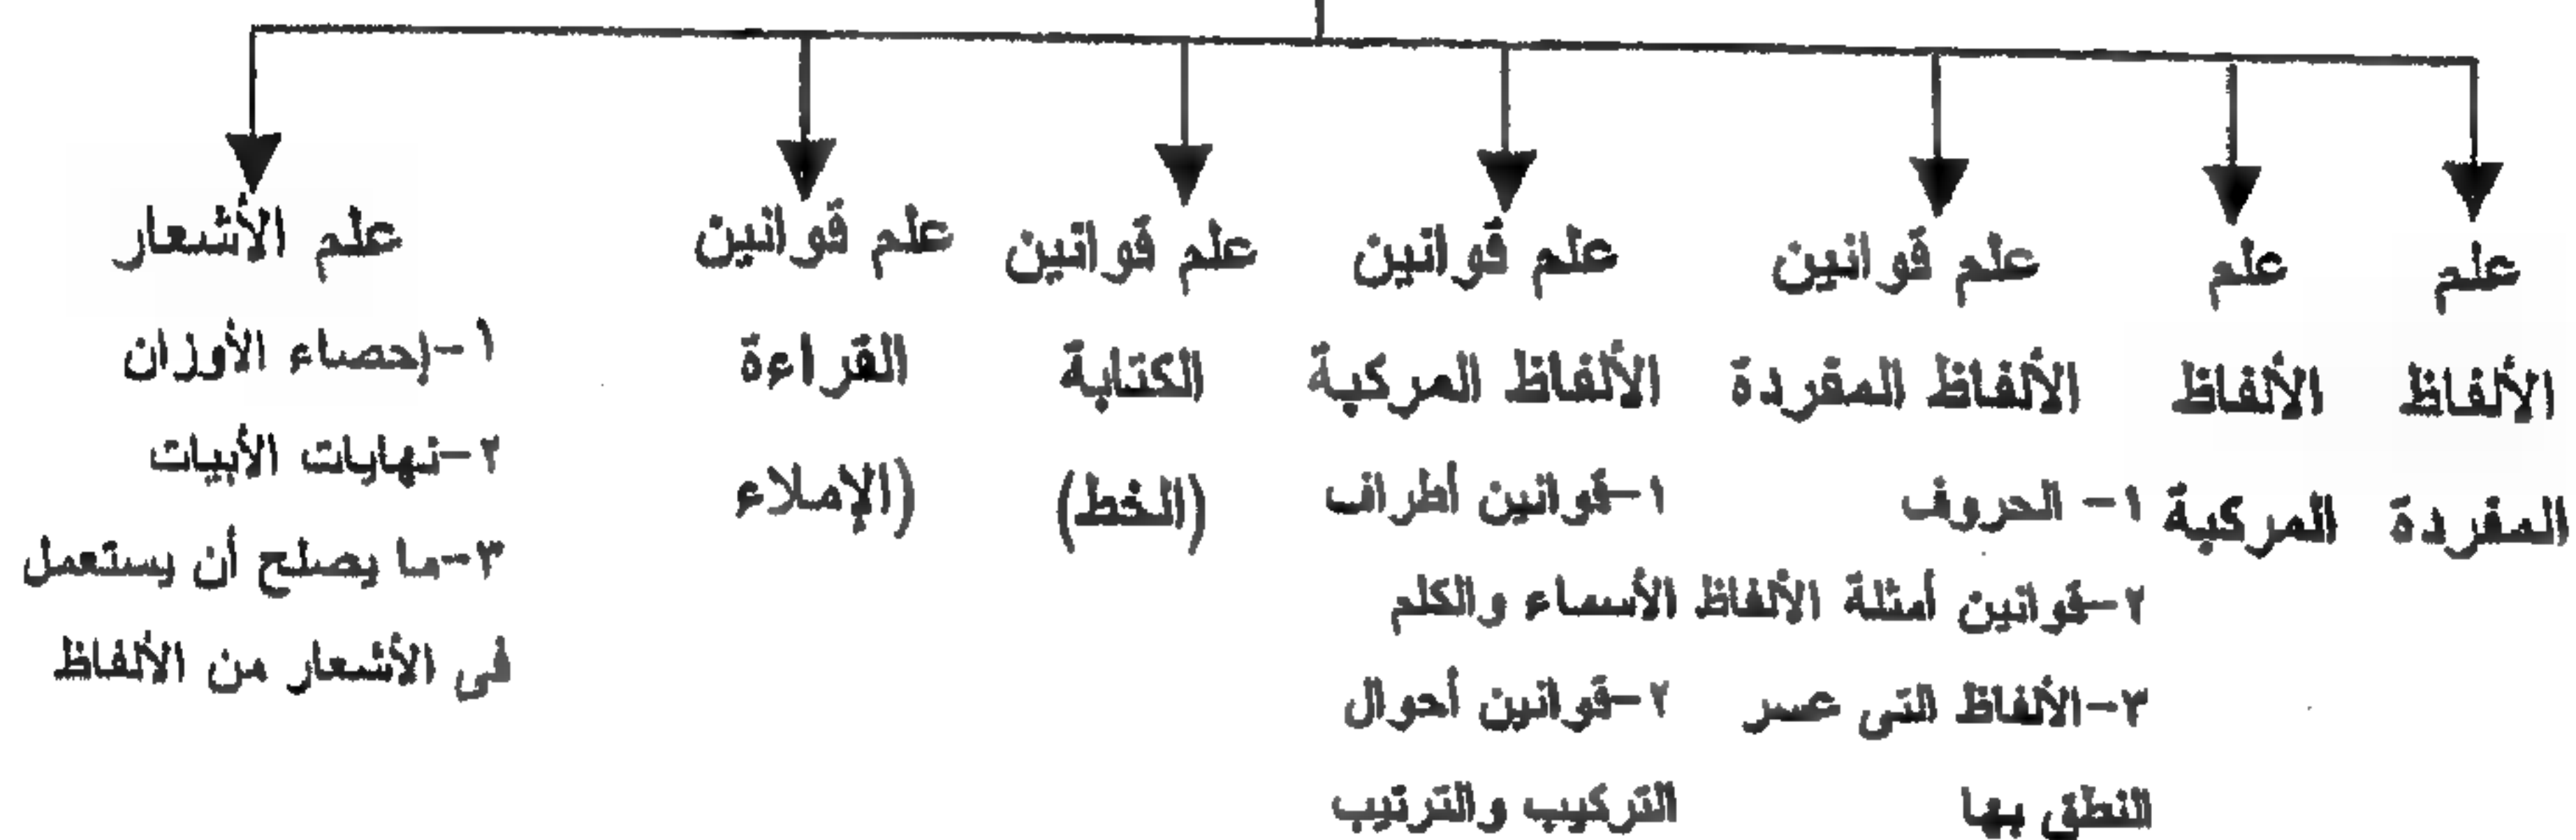 علم
الألفاظ
المفردة
علم
الألفاظ
المركبة
علم قوانين
الألفاظ المفردة
١- الحروف
٢-قوانين أمثلة الألفاظ
٣-الألفاظ التى عسر
النطق بها
علم قوانين
الألفاظ المركبة
١-قوانين أطراف
الأسماء والكلم
٢-قوانين أحوال
التركيب والترتيب
علم قوانين
الكتابة
(الخط)
علم قوانين
القراءة
(الإملاء
علم الأشعار
١-إحصاء الأوزان
٢-نهايات الأبيات
٣-ما يصلح أن يستعمل
فى الأشعار من الألفاظ